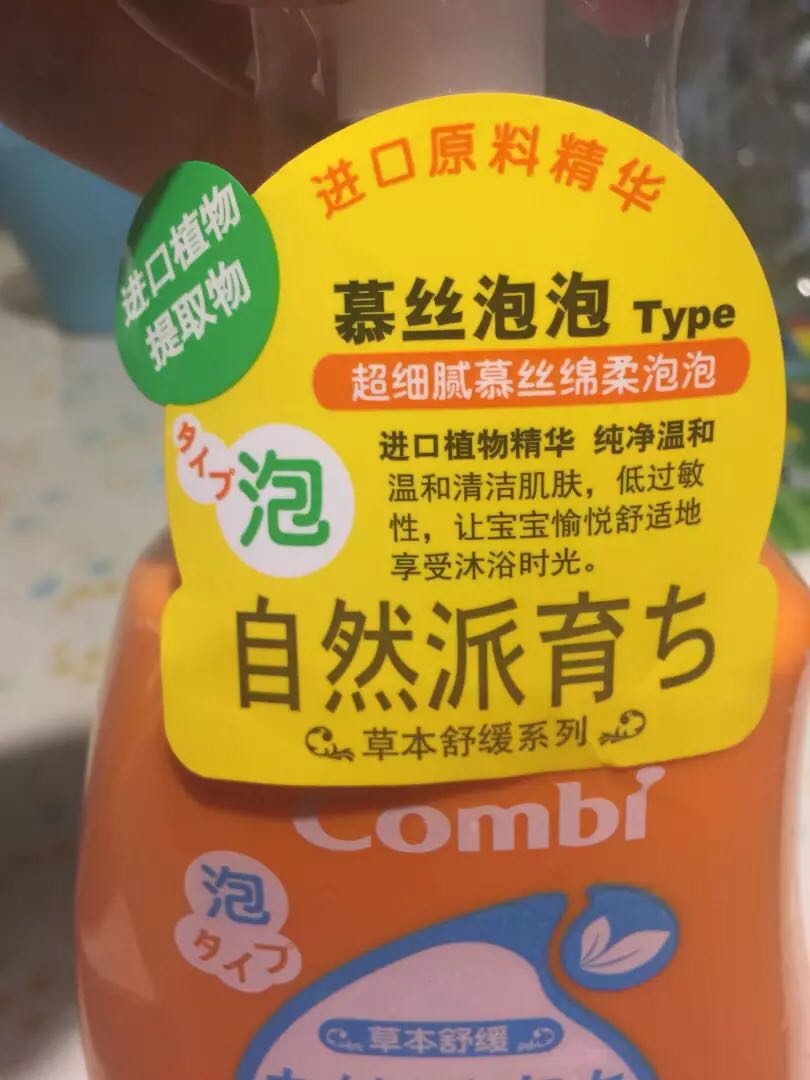 进口原料精华
进口植物
提取物
慕丝泡泡 Type
超细腻慕丝绵柔泡泡
タイプ
泡
进口植物精华 纯净温和
温和清洁肌肤，低过敏
性，让宝宝愉悦舒适地
享受沐浴时光。
自然派育ち
草本舒缓系列
Combi
泡
タイプ
草本舒缓